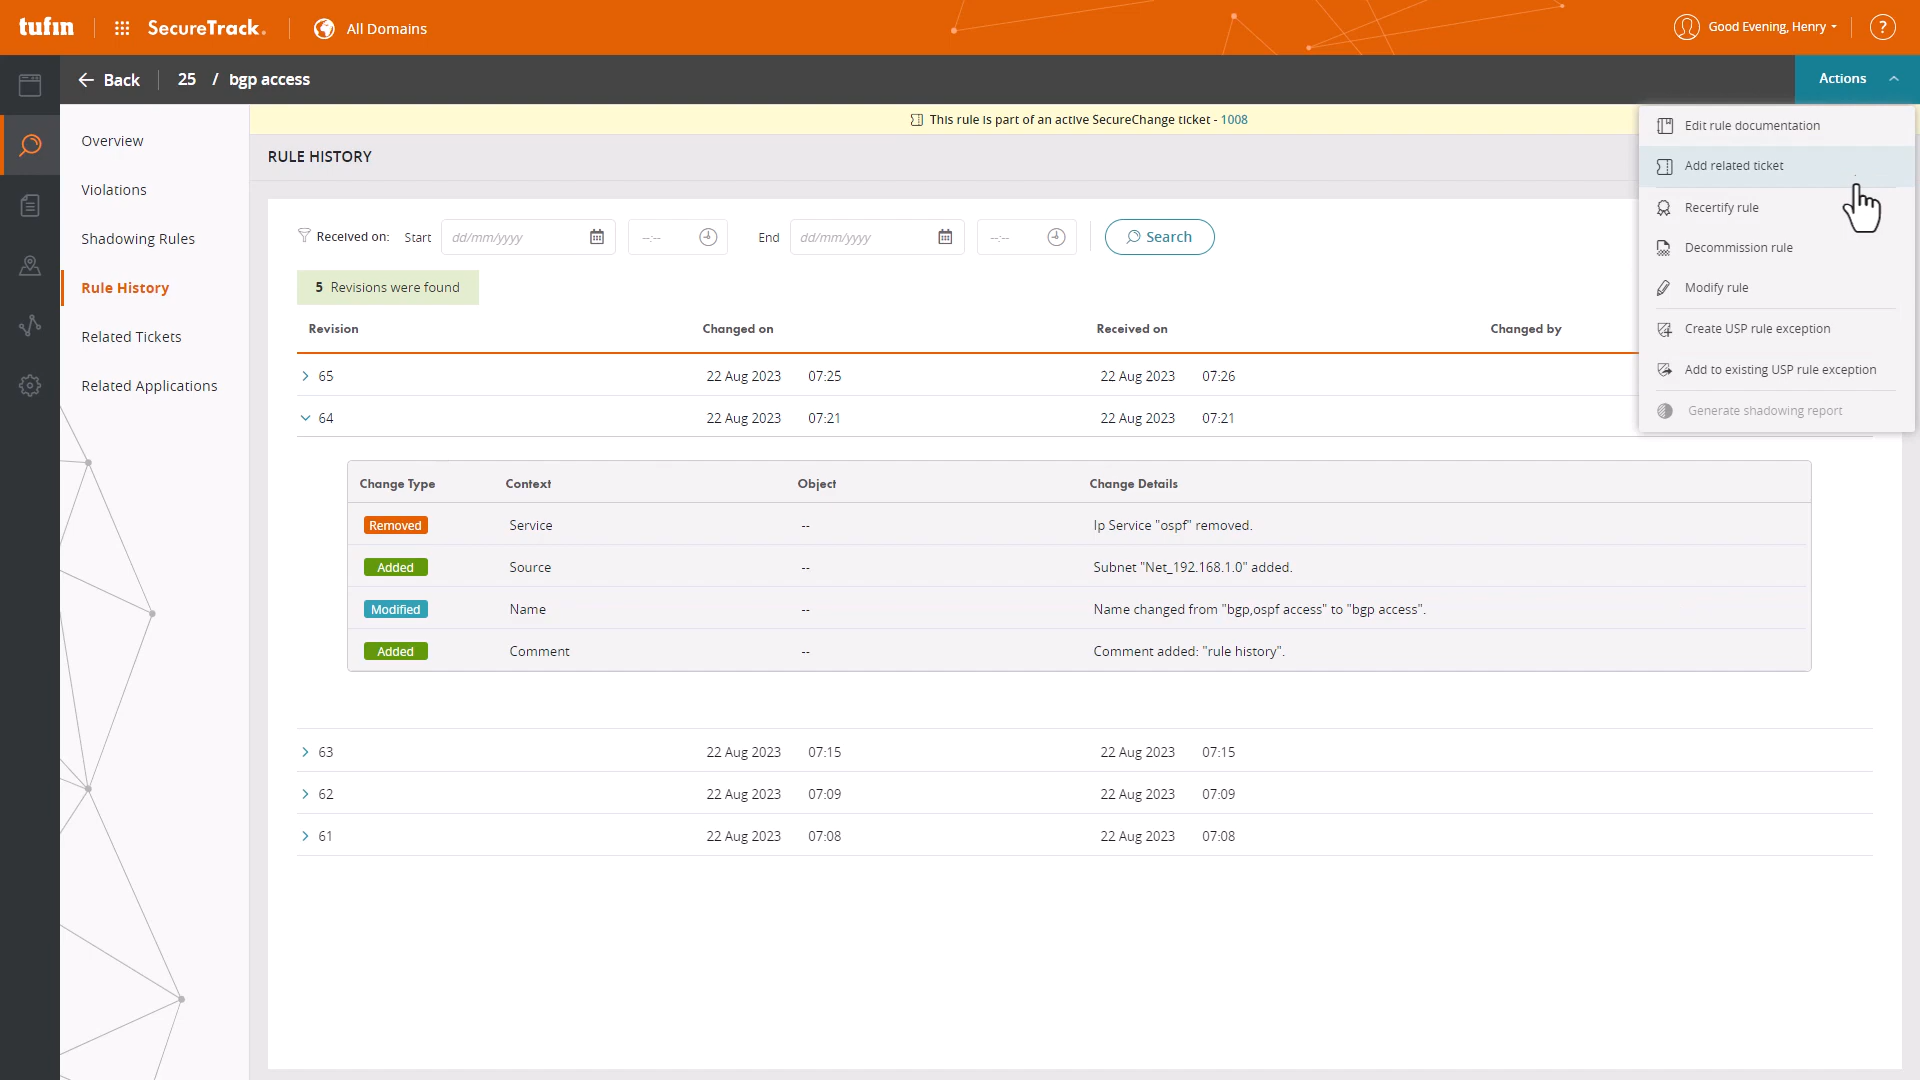 tufin SecureTrack. All Domains Good Evening, Henry ?
Back 25 / bgp access Actions
This rule is part of an active SecureChange ticket - 1008
Overview
Violations
Shadowing Rules
Rule History
Related Tickets
Related Applications
RULE HISTORY
Edit rule documentation
Add related ticket
Recertify rule
Decommission rule
Modify rule
Create USP rule exception
Add to existing USP rule exception
Generate shadowing report
Received on: Start dd/mm/yyyy --:-- End dd/mm/yyyy --:-- Search
5 Revisions were found
Revision Changed on Received on Changed by
65 22 Aug 2023 07:25 22 Aug 2023 07:26
64 22 Aug 2023 07:21 22 Aug 2023 07:21
Change Type Context Object Change Details
Removed Service -- Ip Service "ospf" removed.
Added Source -- Subnet "Net_192.168.1.0" added.
Modified Name -- Name changed from "bgp,ospf access" to "bgp access".
Added Comment -- Comment added: "rule history".
63 22 Aug 2023 07:15 22 Aug 2023 07:15
62 22 Aug 2023 07:09 22 Aug 2023 07:09
61 22 Aug 2023 07:08 22 Aug 2023 07:08